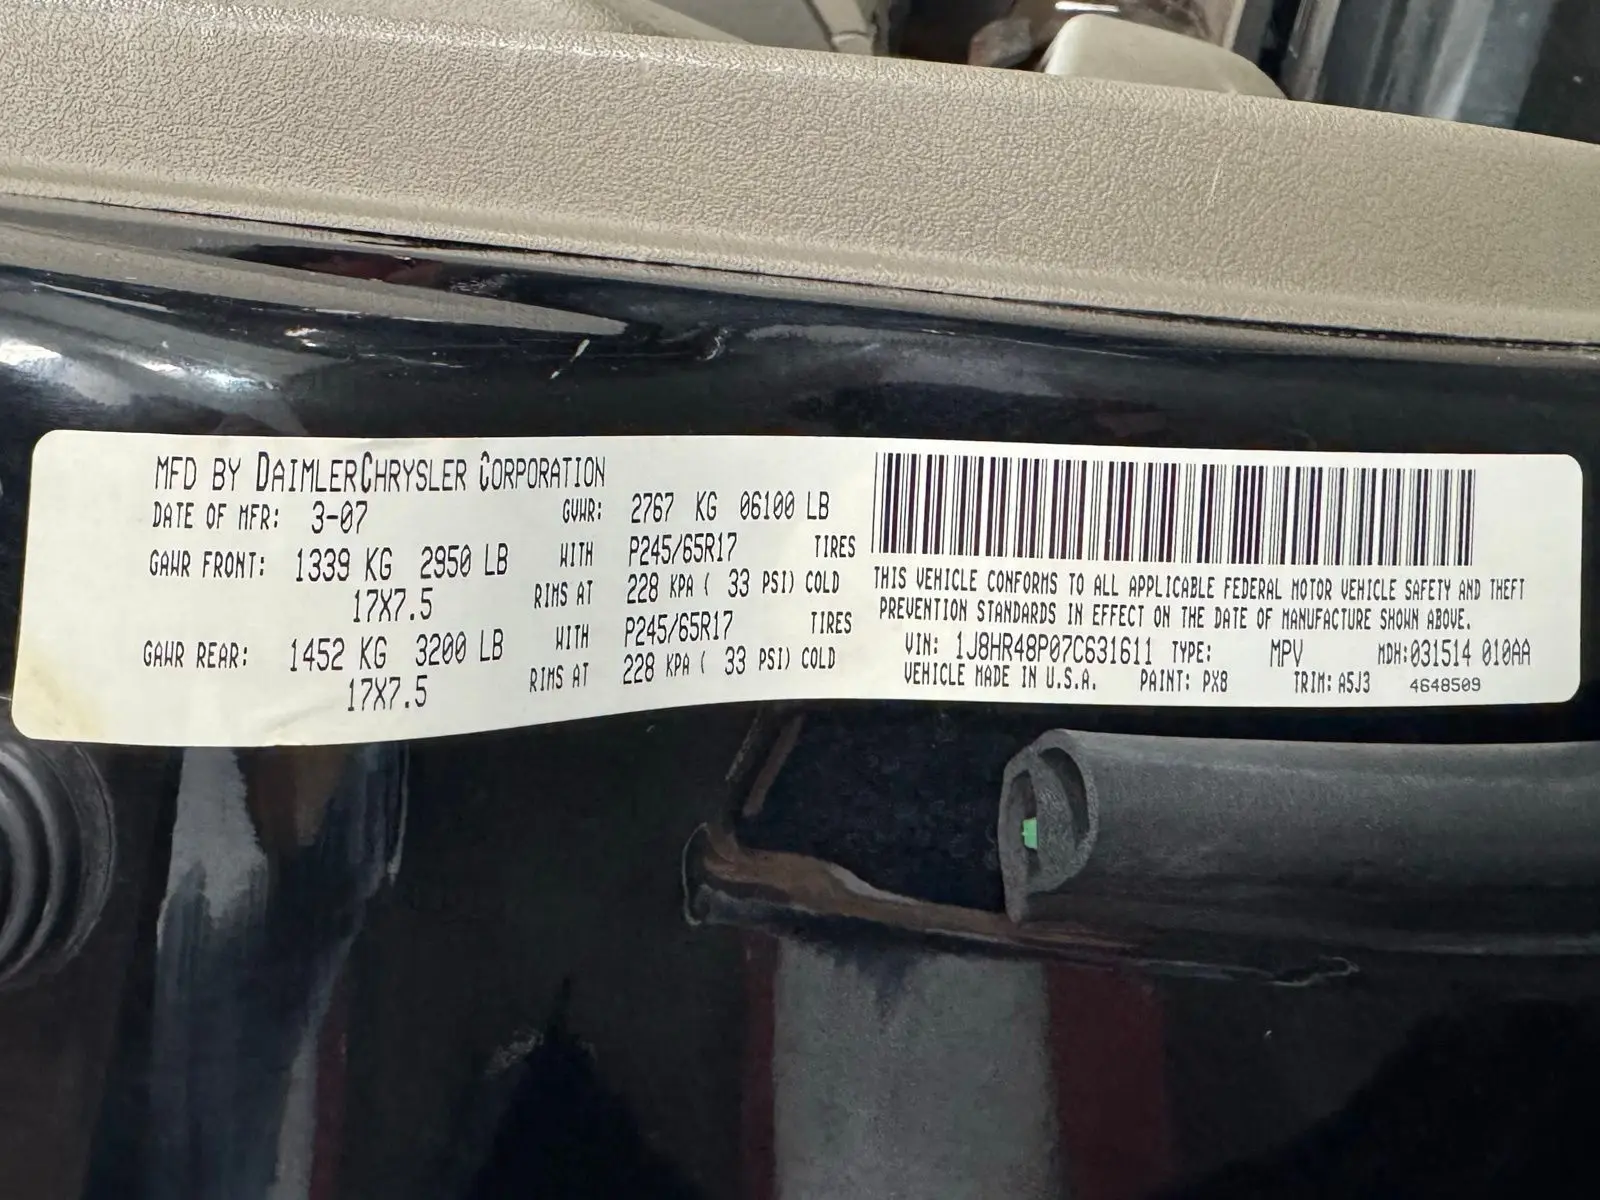 MFD BY DAIMLERCHRYSLER CORPORATION
DATE OF MFR: 3-07 GVWR: 2767 KG 06100 LB
GAWR FRONT: 1339 KG 2950 LB WITH P245/65R17 TIRES
17X7.5 RIMS AT 228 KPA ( 33 PSI) COLD
GAWR REAR: 1452 KG 3200 LB WITH P245/65R17 TIRES
17X7.5 RIMS AT 228 KPA ( 33 PSI) COLD
THIS VEHICLE CONFORMS TO ALL APPLICABLE FEDERAL MOTOR VEHICLE SAFETY AND THEFT
PREVENTION STANDARDS IN EFFECT ON THE DATE OF MANUFACTURE SHOWN ABOVE.
VIN: 1J8HR48P07C631611 TYPE: MPV MDH:031514 010AA
VEHICLE MADE IN U.S.A. PAINT: PX8 TRIM: A5J3 4648509